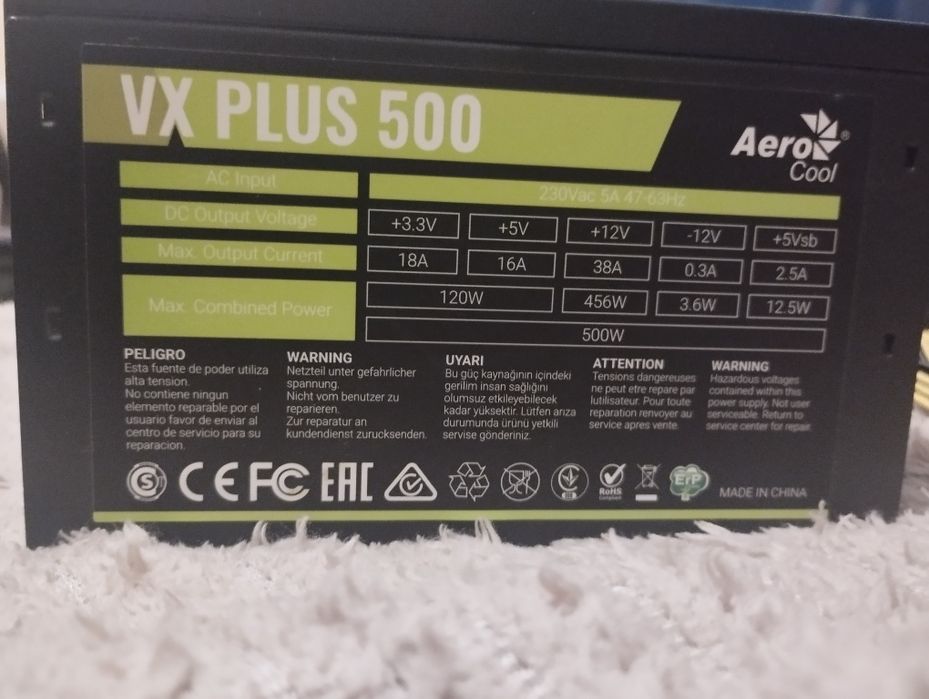 VX PLUS 500
Aero
Cool
AC Input
230Vac 5A 47-63Hz
DC Output Voltage
+3.3V
+5V
+12V
-12V
+5Vsb
Max. Output Current
18A
16A
38A
0.3A
2.5A
Max. Combined Power
120W
456W
3.6W
12.5W
500W
PELIGRO
Esta fuente de poder utiliza
alta tension.
No contiene ningun
elemento reparable por el
usuario favor de enviar al
centro de servicio para su
reparacion.
WARNING
Netzteil unter gefahrlicher
spannung.
Nicht vom benutzer zu
reparieren.
Zur reparatur an
kundendienst zurucksenden.
UYARI
Bu güç kaynağının içindeki
gerilim insan sağlığını
olumsuz etkileyebilecek
kadar yüksektir. Lütfen arıza
durumunda ürünü yetkili
servise gönderiniz.
ATTENTION
Tensions dangereuses
ne peut etre repare par
lutilisateur. Pour toute
reparation renvoyer au
service apres vente.
WARNING
Hazardous voltages
contained within this
power supply. Not user
serviceable. Return to
service center for repair.
S
CE
FC
EAC
RoHS
Compliant
ErP
MADE IN CHINA